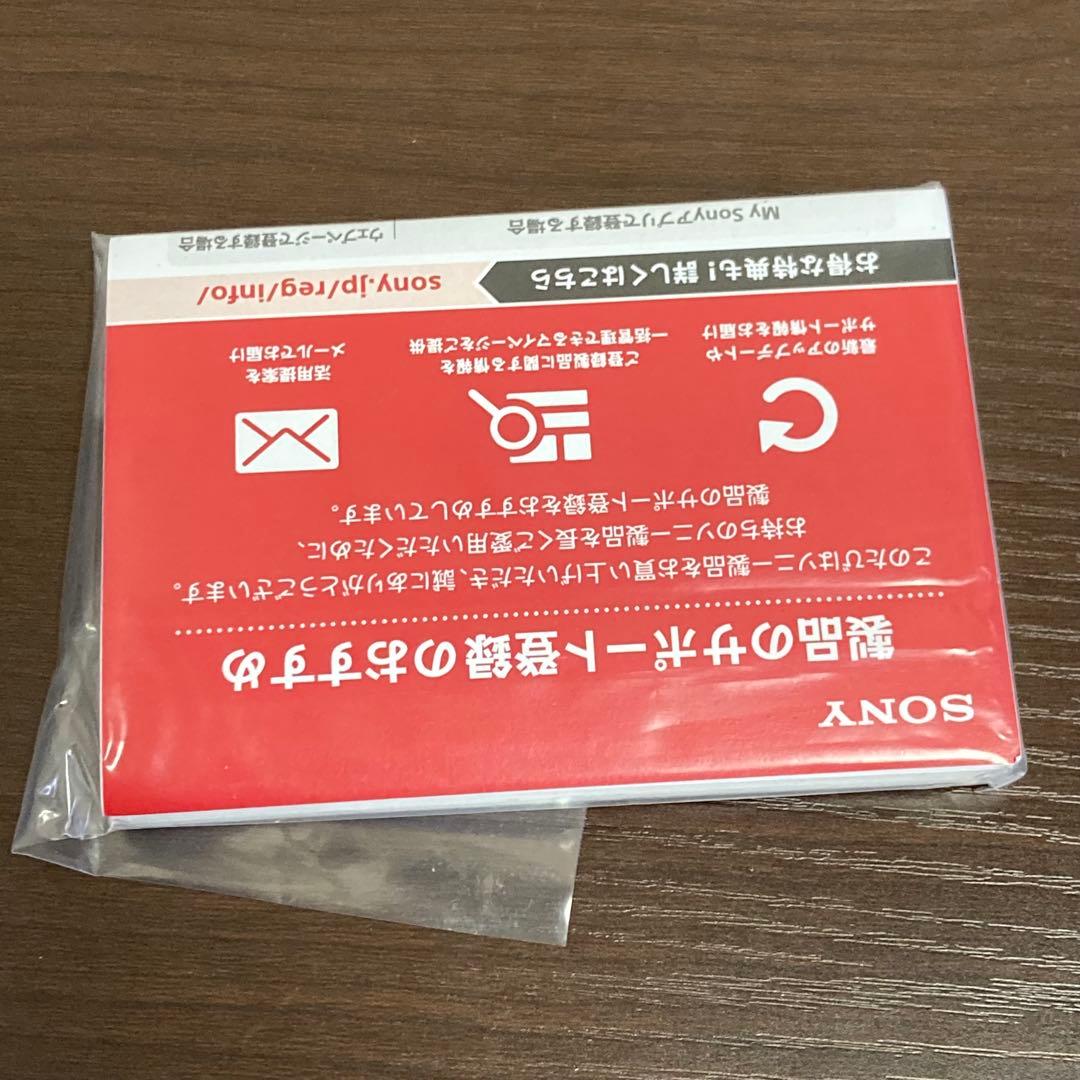 SONY
製品のサポート登録のおすすめ
このたびはソニー製品をお買い上げいただき、誠にありがとうございます。
お持ちのソニー製品を長くご愛用いただくために、
製品のサポート登録をおすすめしています。
最新のアップデートや
サポート情報をお届け
ご登録製品に関する情報を
一括管理できるマイページをご提供
活用提案を
メールでお届け
お得な特典も!詳しくはこちら
sony.jp/reg/info/
My Sonyアプリで登録する場合
ウェブページで登録する場合